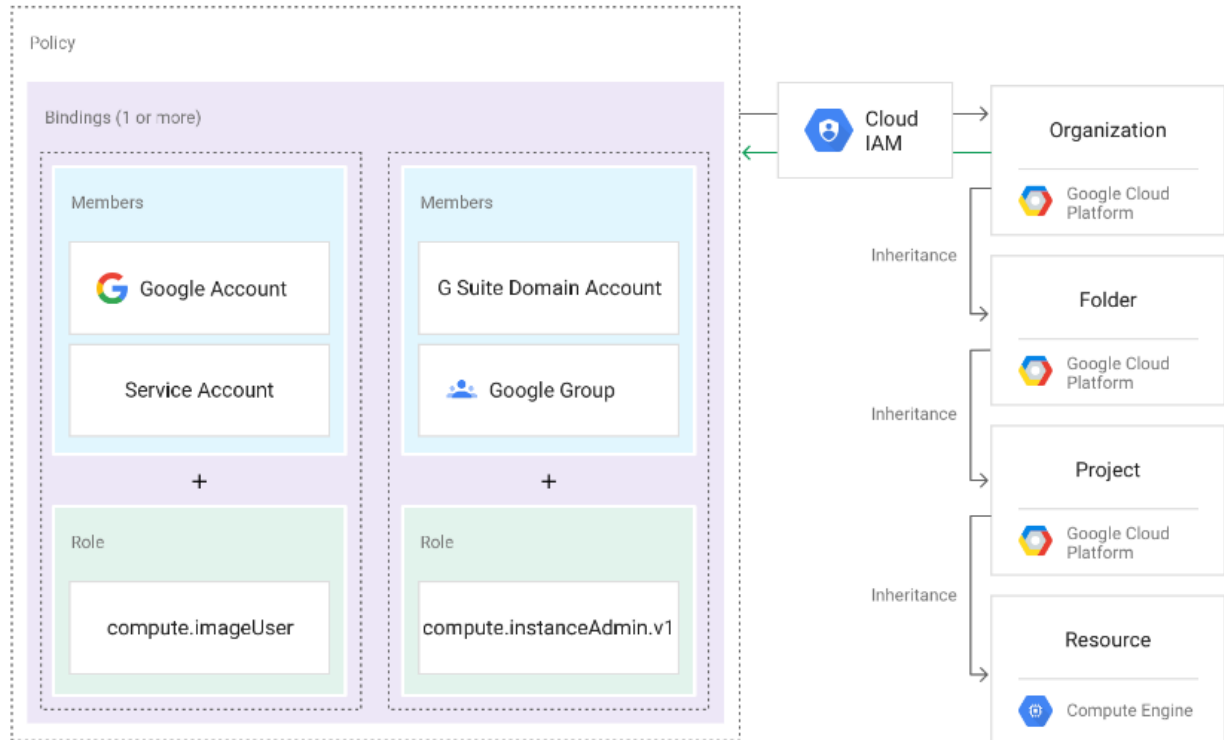 Policy
Bindings (1 or more)
Members
Google Account
Service Account
+
Role
compute.imageUser
Members
G Suite Domain Account
Google Group
+
Role
compute.instanceAdmin.v1
Cloud
IAM
Organization
Google Cloud
Platform
Inheritance
Folder
Google Cloud
Platform
Inheritance
Project
Google Cloud
Platform
Inheritance
Resource
Compute Engine